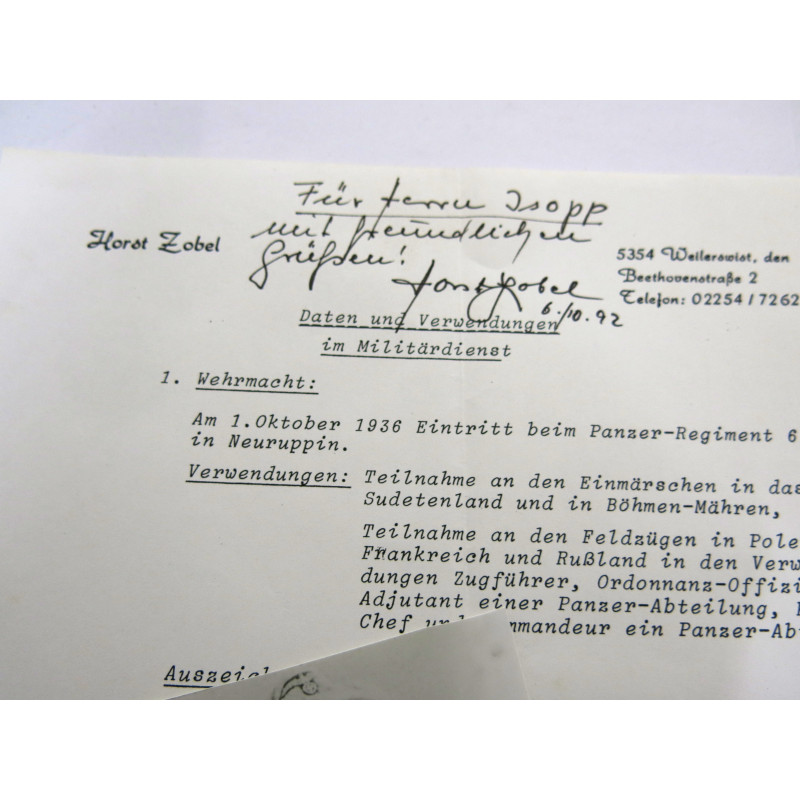 Für Herrn Isopp
mit freundlichen
Grüßen!
Horst Zobel
6./10.92
Horst Zobel
5354 Weilerswist, den
Beethovenstraße 2
Telefon: 02254 / 7262
Daten und Verwendungen
im Militärdienst
1. Wehrmacht:
Am 1.Oktober 1936 Eintritt beim Panzer-Regiment 6
in Neuruppin.
Verwendungen: Teilnahme an den Einmärschen in das
Sudetenland und in Böhmen-Mähren,
Teilnahme an den Feldzügen in Pole
Frankreich und Rußland in den Verw
dungen Zugführer, Ordonnanz-Offizi
Adjutant einer Panzer-Abteilung,
Chef und mmandeur ein Panzer-Ab
Auszeich